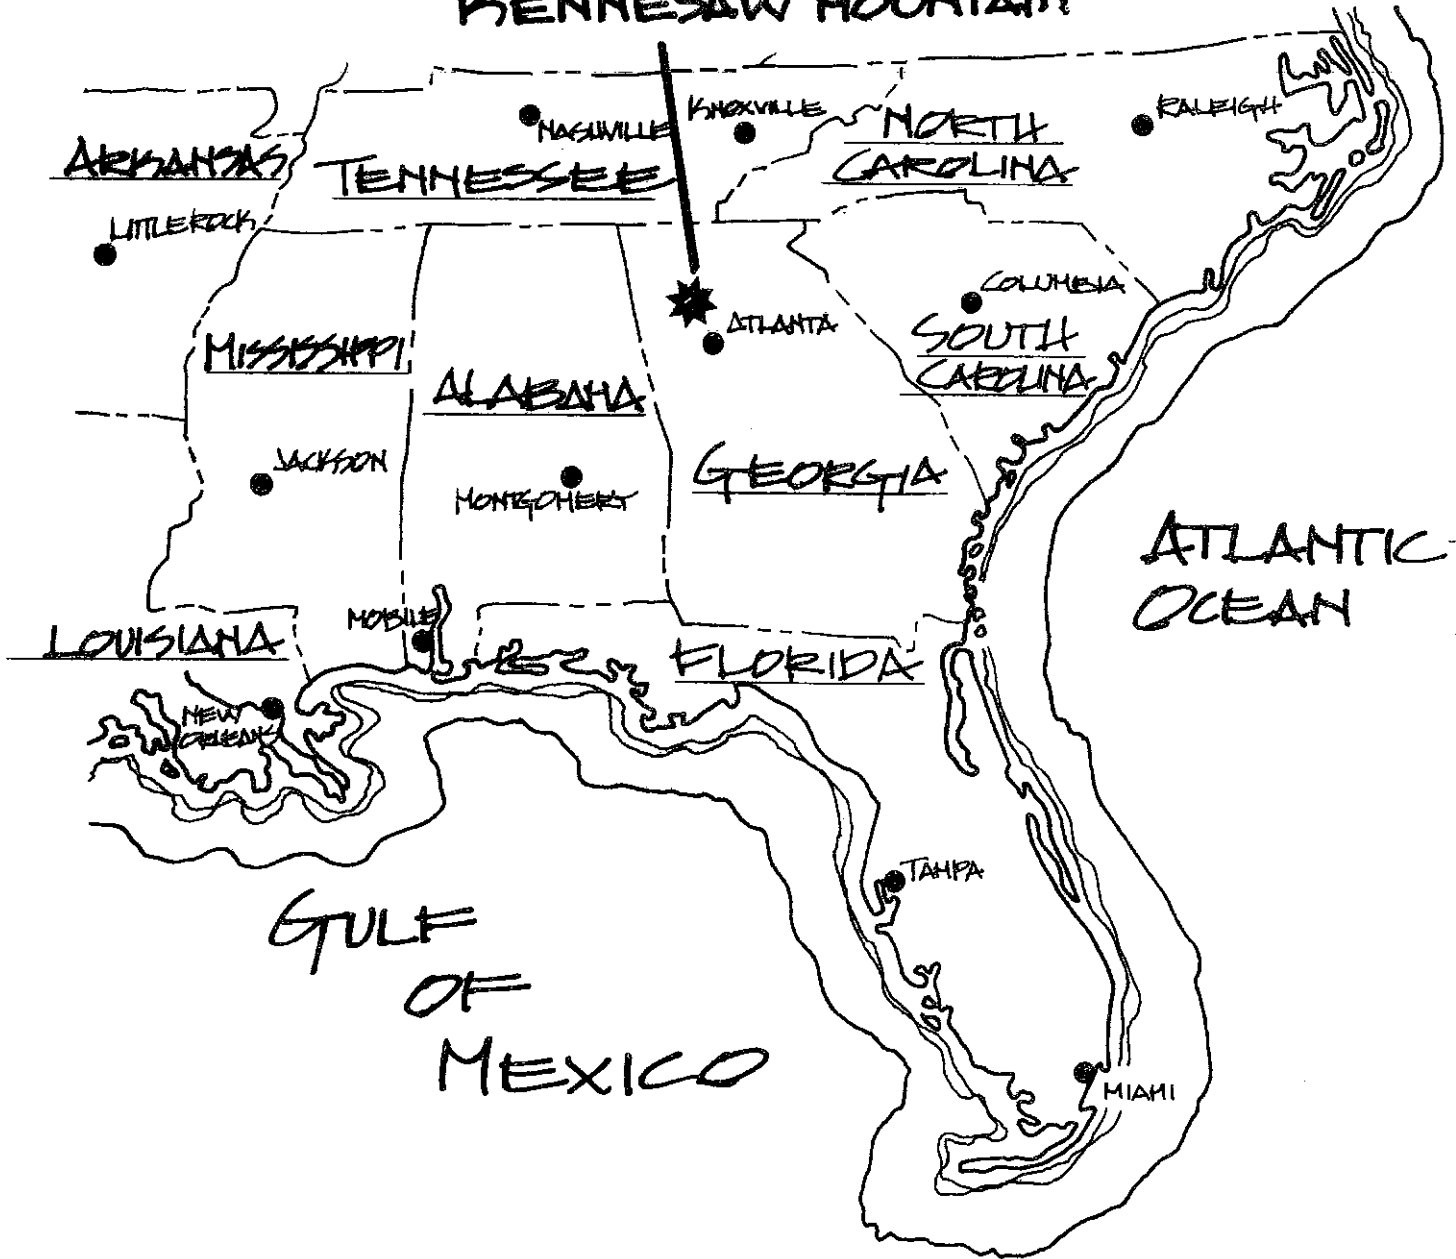 KENNESAW MOUNTAIN
KNOXVILLE
RALEIGH
NASHVILLE
NORTH
CAROLINA
ARKANSAS
TENNESSEE
LITTLE ROCK
COLUMBIA
ATLANTA
SOUTH
CAROLINA
MISSISSIPPI
ALABAMA
JACKSON
GEORGIA
MONTGOMERY
ATLANTIC
OCEAN
MOBILE
LOUISIANA
FLORIDA
NEW
ORLEANS
TAMPA
GULF
OF
MEXICO
MIAMI